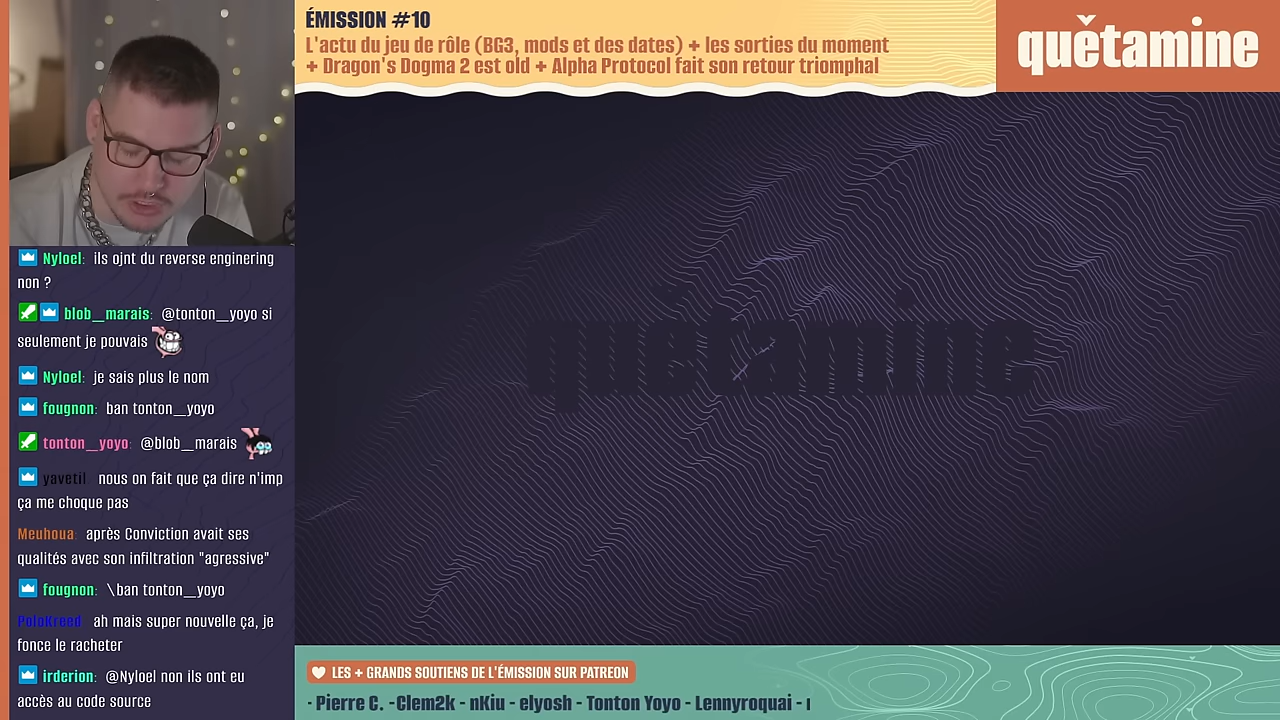 ÉMISSION #10
L'actu du jeu de rôle (BG3, mods et des dates) + les sorties du moment
+ Dragon's Dogma 2 est old + Alpha Protocol fait son retour triomphal
quětamine
Nyloel: ils ojnt du reverse enginering
non ?
blob__marais: @tonton__yoyo si
seulement je pouvais
Nyloel: je sais plus le nom
fougnon: ban tonton__yoyo
tonton__yoyo: @blob__marais
yavetil: nous on fait que ça dire n'imp
ça me choque pas
Meuhoua: après Conviction avait ses
qualités avec son infiltration "agressive"
fougnon: \ban tonton__yoyo
PoloKreed: ah mais super nouvelle ça, je
fonce le racheter
irderion: @Nyloel non ils ont eu
accès au code source
quětamine
LES + GRANDS SOUTIENS DE L'ÉMISSION SUR PATREON
- Pierre C. -Clem2k - nKiu - elyosh - Tonton Yoyo - Lennyroquai -